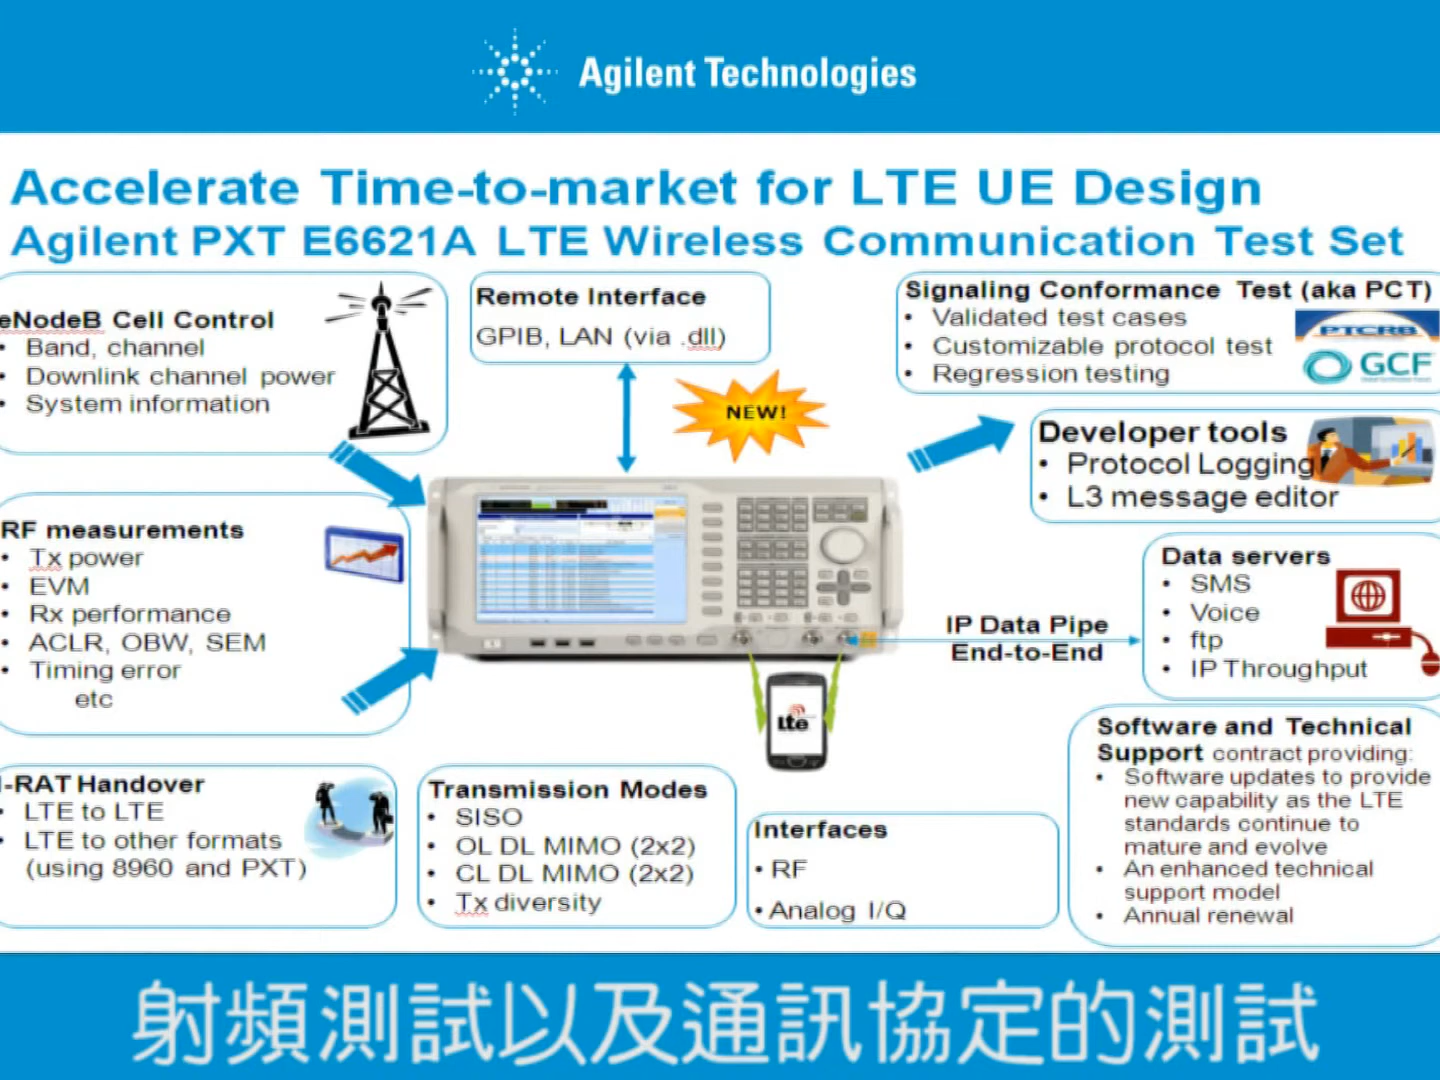 Agilent Technologies
Accelerate Time-to-market for LTE UE Design
Agilent PXT E6621A LTE Wireless Communication Test Set
eNodeB Cell Control
• Band, channel
• Downlink channel power
• System information
Remote Interface
GPIB, LAN (via .dll)
NEW!
Signaling Conformance Test (aka PCT)
• Validated test cases
• Customizable protocol test
• Regression testing
PTCRB
GCF
Developer tools
• Protocol Logging
• L3 message editor
RF measurements
• Tx power
• EVM
• Rx performance
• ACLR, OBW, SEM
• Timing error
etc
IP Data Pipe
End-to-End
Data servers
• SMS
• Voice
• ftp
• IP Throughput
Lte
I-RAT Handover
• LTE to LTE
• LTE to other formats
(using 8960 and PXT)
Transmission Modes
• SISO
• OL DL MIMO (2x2)
• CL DL MIMO (2x2)
• Tx diversity
Interfaces
• RF
• Analog I/Q
Software and Technical
Support contract providing:
• Software updates to provide
new capability as the LTE
standards continue to
mature and evolve
• An enhanced technical
support model
• Annual renewal
射頻測試以及通訊協定的測試